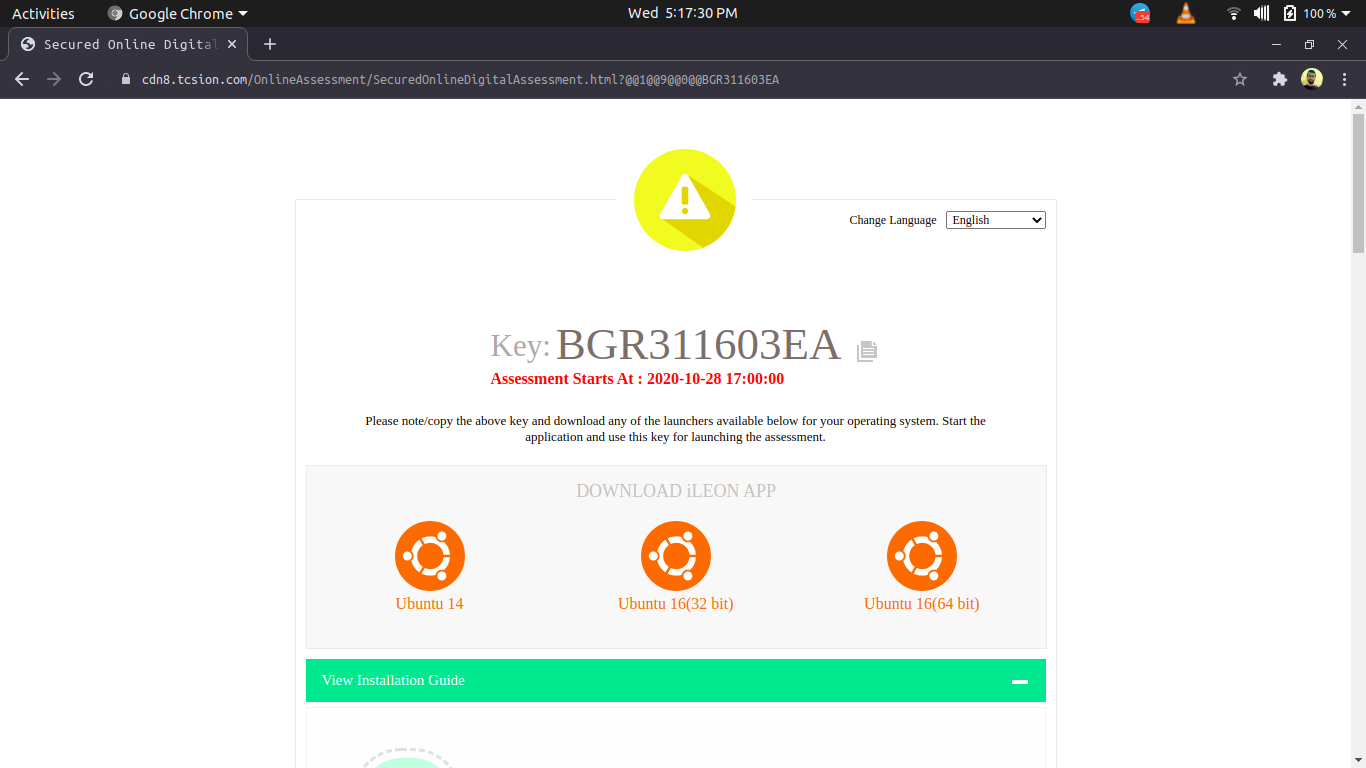 Activities
Google Chrome
Wed 5:17:30 PM
54
100 %
Secured Online Digital
cdn8.tcsion.com/OnlineAssessment/SecuredOnlineDigitalAssessment.html?@@1@@9@@0@@BGR311603EA
Change Language English
Key: BGR311603EA
Assessment Starts At : 2020-10-28 17:00:00
Please note/copy the above key and download any of the launchers available below for your operating system. Start the
application and use this key for launching the assessment.
DOWNLOAD iLEON APP
Ubuntu 14
Ubuntu 16(32 bit)
Ubuntu 16(64 bit)
View Installation Guide